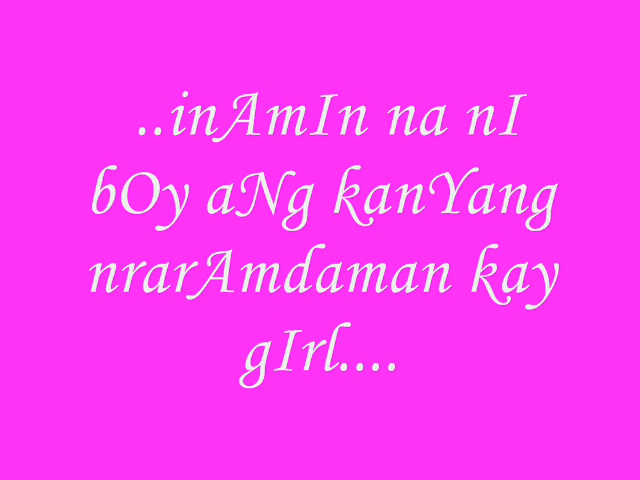 ..inAmIn na nI
bOy aNg kanYang
nrarAmdaman kay
gIrl....